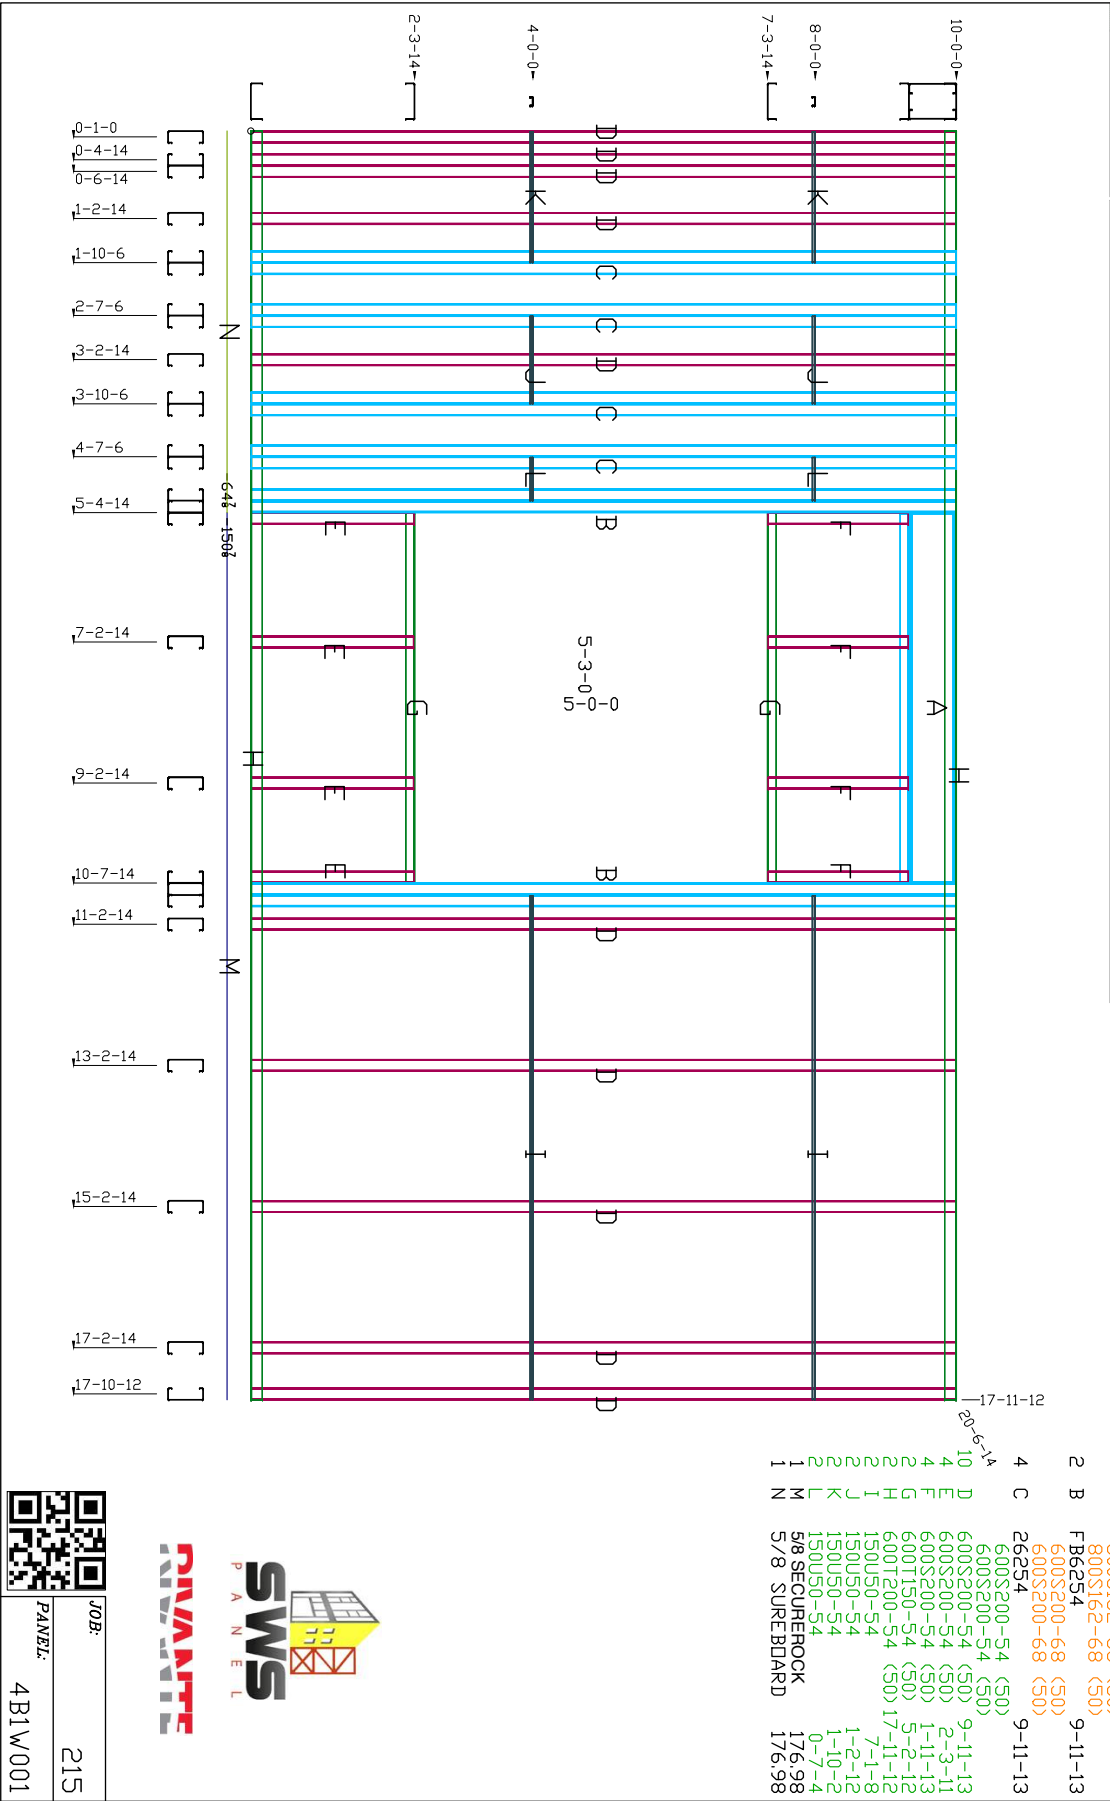 10-0-0
8-0-0
7-3-14
4-0-0
2-3-14
0-1-0
0-4-14
0-6-14
1-2-14
1-10-6
2-7-6
3-2-14
3-10-6
4-7-6
5-4-14
7-2-14
9-2-14
10-7-14
11-2-14
13-2-14
15-2-14
17-2-14
17-10-12
17-11-12
20-6-14
D D D D C C D C C B B D D D D D
K K
J J
L L
I I
E E E E
F F F F
G G
A
H H
N
M
5-3-0
5-0-0
800S162-68 (50)
2 B FB6254 9-11-13
600S200-68 (50)
600S200-68 (50)
4 C 26254 9-11-13
600S200-54 (50)
600S200-54 (50)
10 D 600S200-54 (50) 9-11-13
4 E 600S200-54 (50) 2-3-11
4 F 600S200-54 (50) 1-11-13
2 G 600T150-54 (50) 5-2-12
2 H 600T200-54 (50) 17-11-12
2 I 150U50-54 7-1-8
2 J 150U50-54 1-2-12
2 K 150U50-54 1-10-2
2 L 150U50-54 0-7-4
1 M 5/8 SECUREROCK 176.98
1 N 5/8 SUREBOARD 176.98
SWS
PANEL
JOB: 215
PANEL: 4B1W001